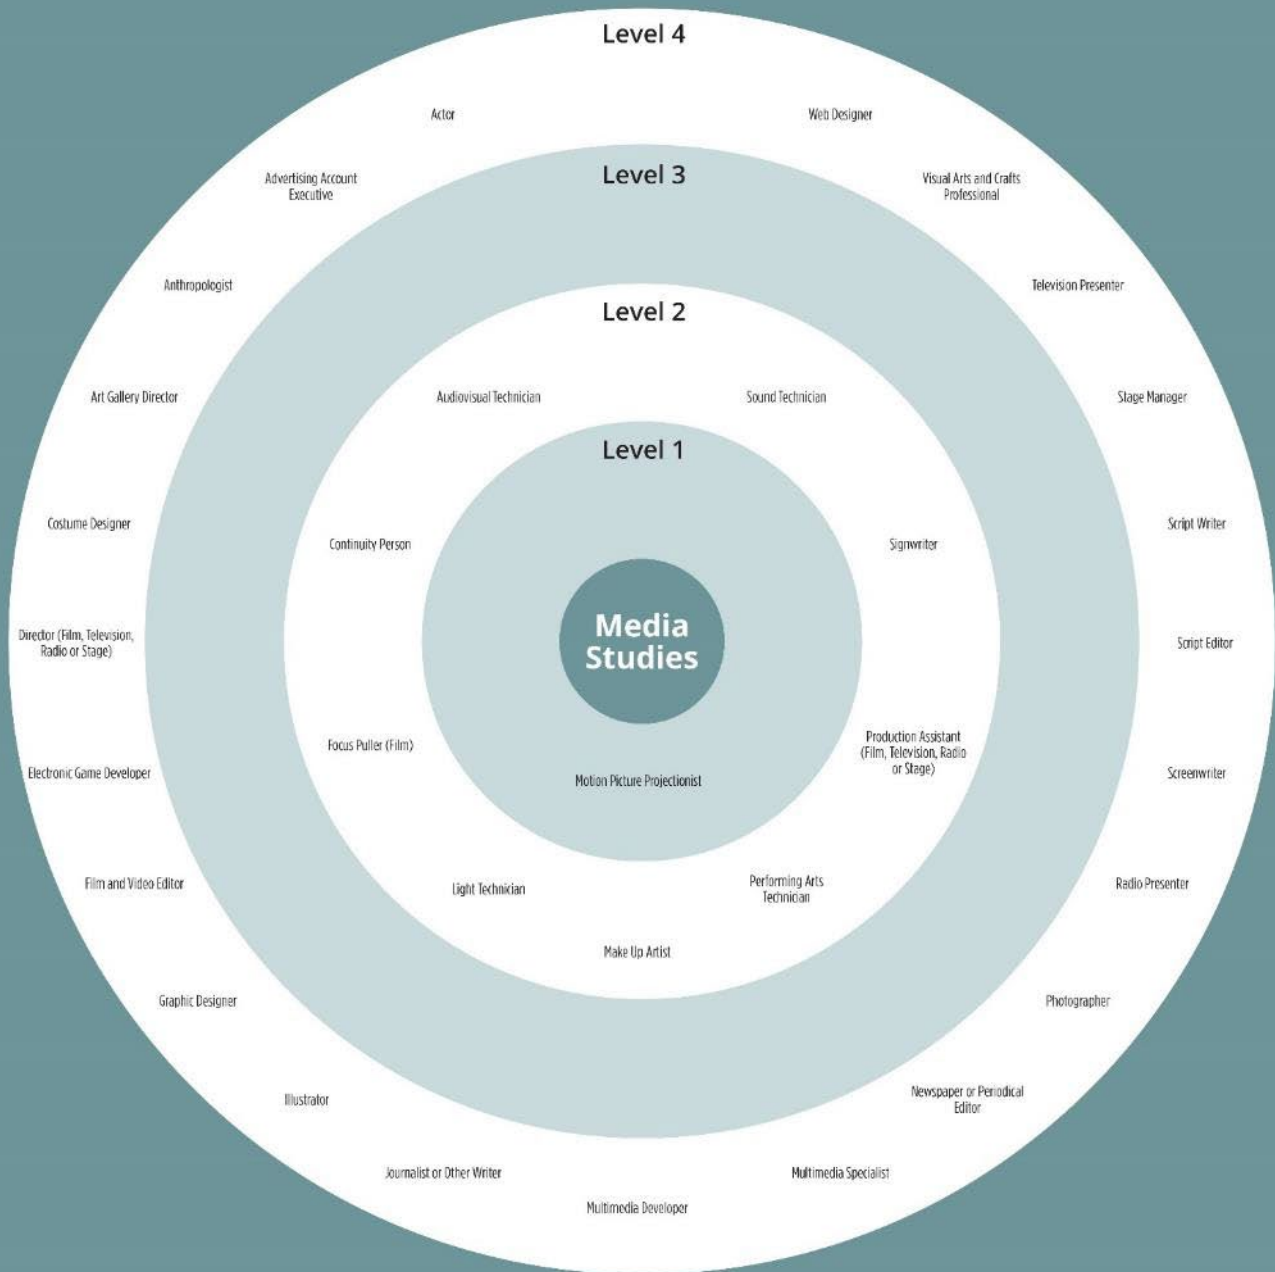 Level 4
Actor
Web Designer
Advertising Account
Executive
Visual Arts and Crafts
Professional
Anthropologist
Television Presenter
Art Gallery Director
Stage Manager
Costume Designer
Script Writer
Director (Film, Television,
Radio or Stage)
Script Editor
Electronic Game Developer
Screenwriter
Film and Video Editor
Radio Presenter
Graphic Designer
Photographer
Illustrator
Newspaper or Periodical
Editor
Journalist or Other Writer
Multimedia Specialist
Multimedia Developer
Level 3
Level 2
Audiovisual Technician
Sound Technician
Continuity Person
Signwriter
Focus Puller (Film)
Production Assistant
(Film, Television, Radio
or Stage)
Light Technician
Performing Arts
Technician
Make Up Artist
Level 1
Media
Studies
Motion Picture Projectionist